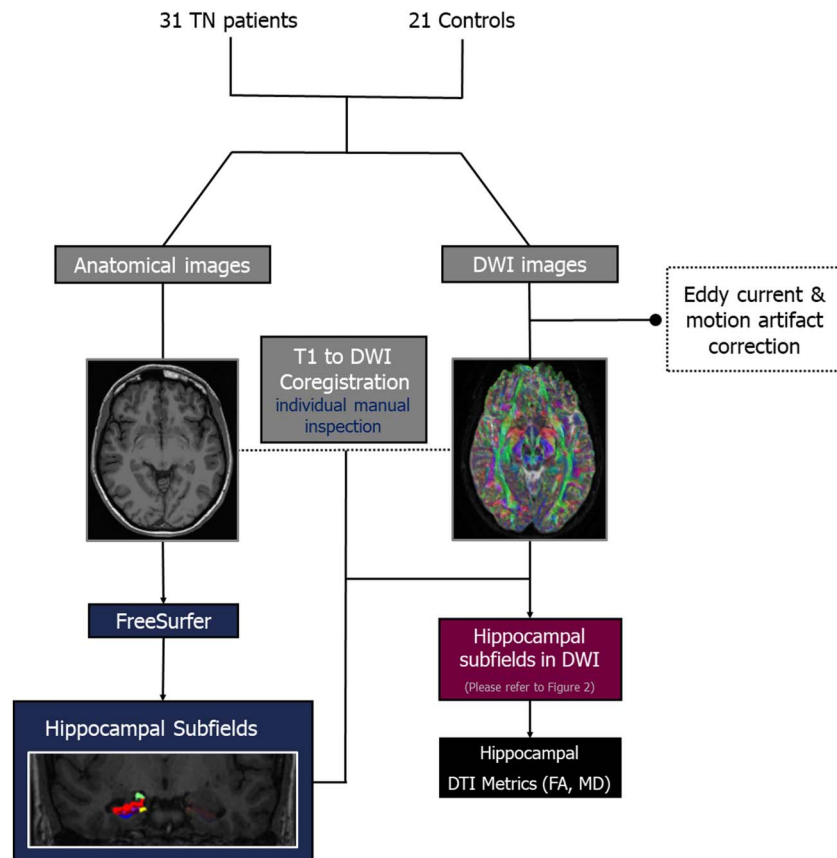 31 TN patients
21 Controls
Anatomical images
DWI images
Eddy current &
motion artifact
correction
T1 to DWI
Coregistration
individual manual
inspection
FreeSurfer
Hippocampal
subfields in DWI
(Please refer to Figure 2)
Hippocampal Subfields
Hippocampal
DTI Metrics (FA, MD)